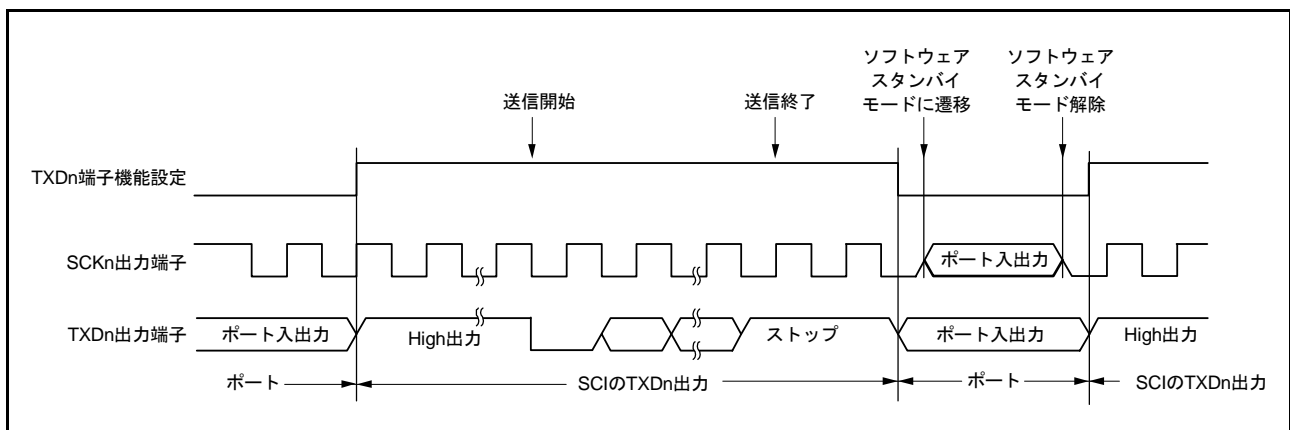 ソフトウェア
スタンバイ
モードに遷移
ソフトウェア
スタンバイ
モード解除
送信開始
送信終了
TXDn端子機能設定
SCKn出力端子
ポート入出力
TXDn出力端子
ポート入出力
High出力
ストップ
ポート入出力
High出力
ポート
SCIのTXDn出力
ポート
SCIのTXDn出力